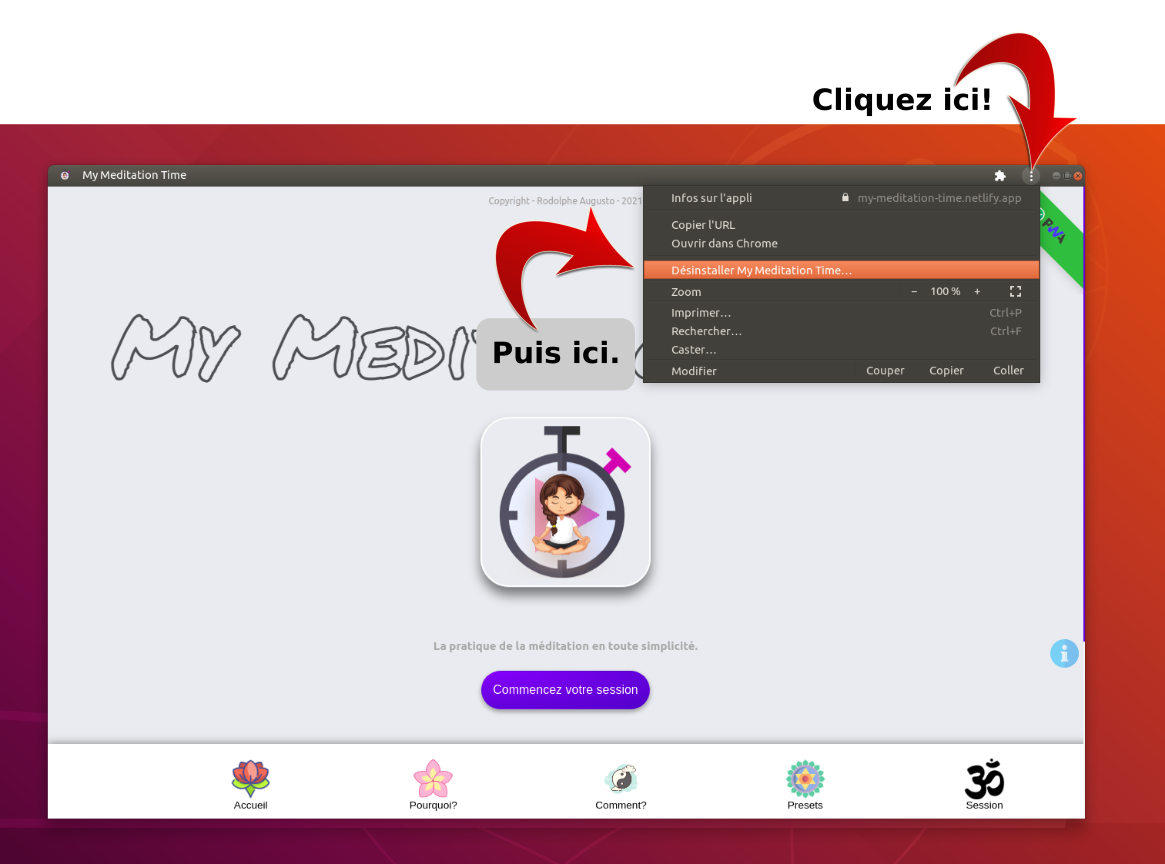 Cliquez ici!
My Meditation Time
Infos sur l'appli my-meditation-time.netlify.app
Copyright - Rodolphe Augusto - 2021
PWA
Copier l'URL
Ouvrir dans Chrome
Désinstaller My Meditation Time…
Zoom − 100 % +
Imprimer… Ctrl+P
Rechercher… Ctrl+F
Caster…
Modifier Couper Copier Coller
My
Puis ici.
La pratique de la méditation en toute simplicité.
Commencez votre session
Accueil Pourquoi? Comment? Presets Session